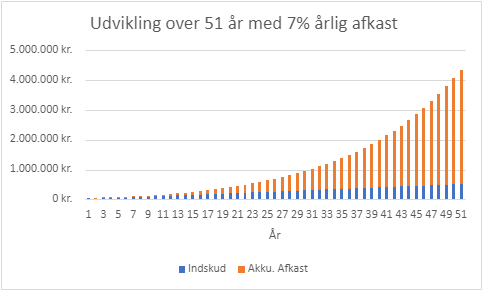 Udvikling over 51 år med 7% årlig afkast
5.000.000 kr.
4.000.000 kr.
3.000.000 kr.
2.000.000 kr.
1.000.000 kr.
0 kr.
1 3 5 7 9 11 13 15 17 19 21 23 25 27 29 31 33 35 37 39 41 43 45 47 49 51
År
Indskud Akku. Afkast